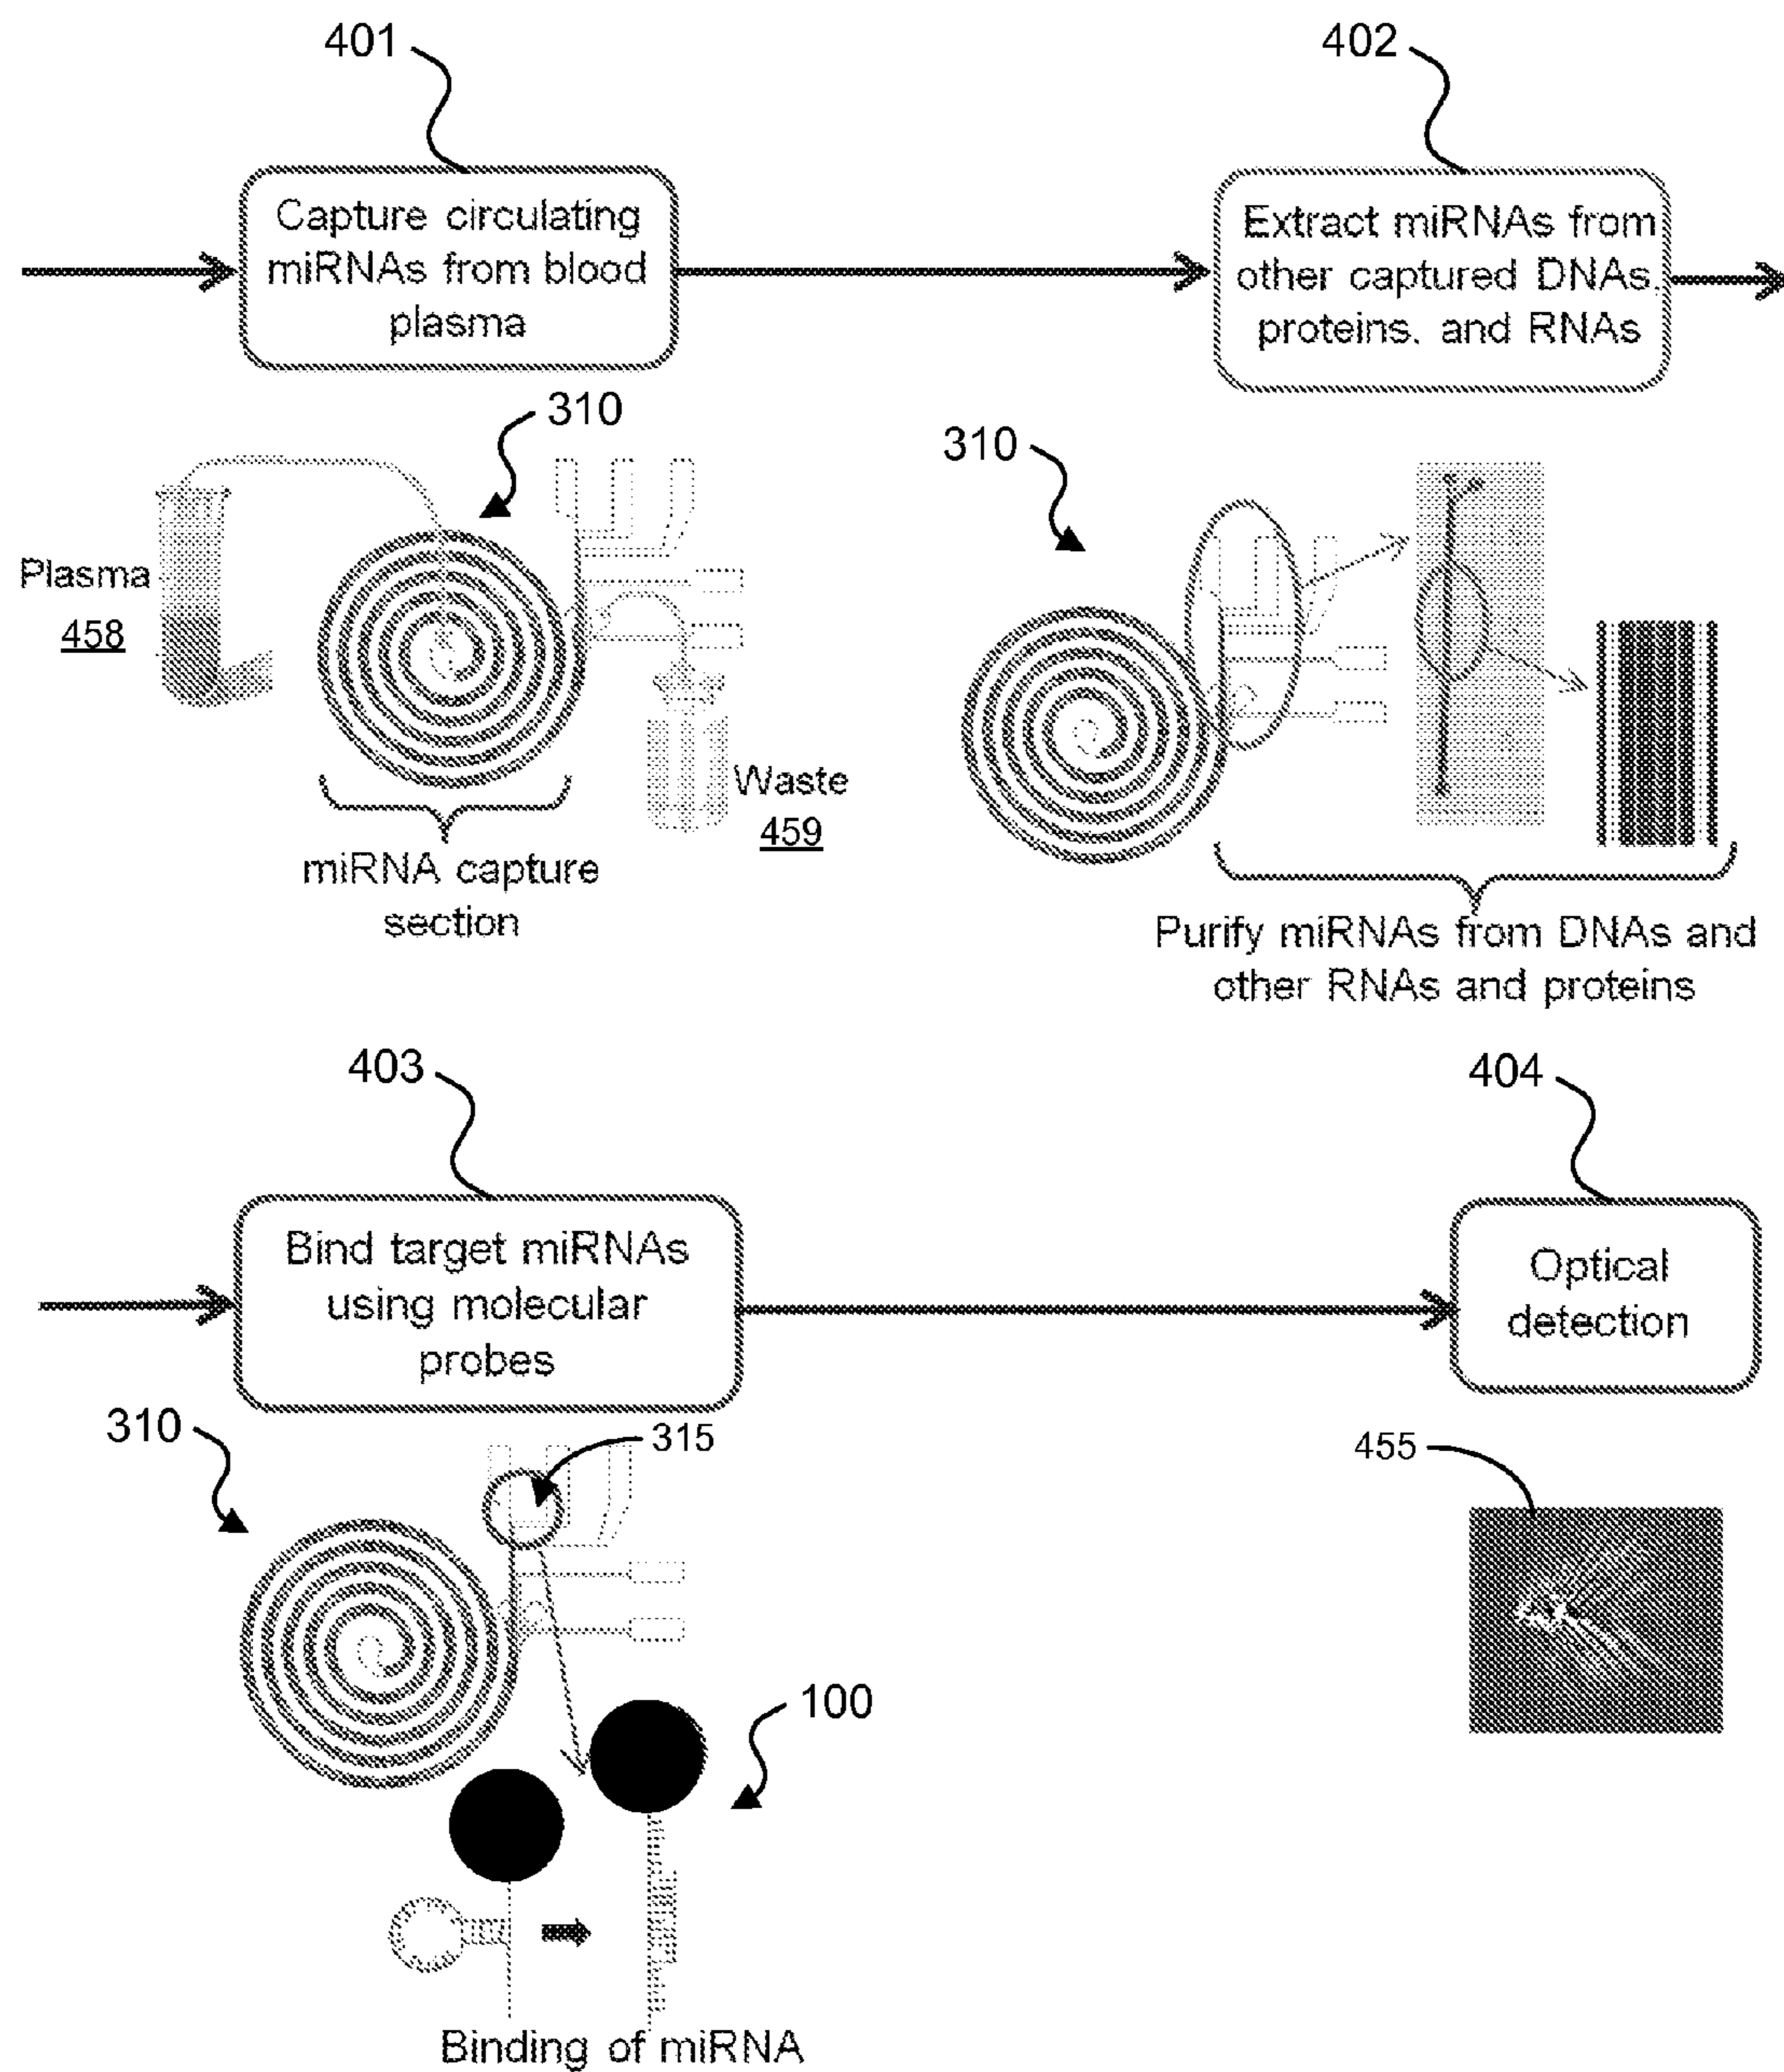 401
402
Capture circulating
miRNAs from blood
plasma
Extract miRNAs from
other captured DNAs,
proteins, and RNAs
310
310
Plasma
458
Waste
459
miRNA capture
section
Purify miRNAs from DNAs and
other RNAs and proteins
403
404
Bind target miRNAs
using molecular
probes
Optical
detection
310
315
455
100
Binding of miRNA